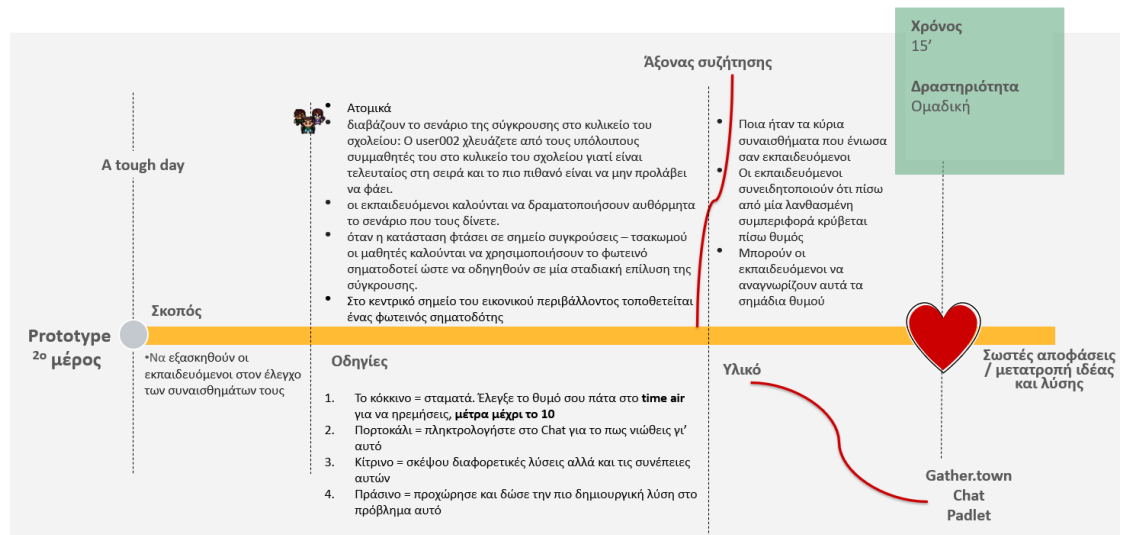 Χρόνος
15’
Δραστηριότητα
Ομαδική
Άξονας συζήτησης
A tough day
• Ατομικά
• διαβάζουν το σενάριο της σύγκρουσης στο κυλικείο του
σχολείου: Ο user002 χλευάζετε από τους υπόλοιπους
συμμαθητές του στο κυλικείο του σχολείου γιατί είναι
τελευταίος στη σειρά και το πιο πιθανό είναι να μην προλάβει
να φάει.
• οι εκπαιδευόμενοι καλούνται να δραματοποιήσουν αυθόρμητα
το σενάριο που τους δίνετε.
• όταν η κατάσταση φτάσει σε σημείο συγκρούσεις – τσακωμού
οι μαθητές καλούνται να χρησιμοποιήσουν το φωτεινό
σηματοδοτεί ώστε να οδηγηθούν σε μία σταδιακή επίλυση της
σύγκρουσης.
• Στο κεντρικό σημείο του εικονικού περιβάλλοντος τοποθετείται
ένας φωτεινός σηματοδότης
• Ποια ήταν τα κύρια
συναισθήματα που ένιωσα
σαν εκπαιδευόμενοι
• Οι εκπαιδευόμενοι
συνειδητοποιούν ότι πίσω
από μία λανθασμένη
συμπεριφορά κρύβεται
πίσω θυμός
• Μπορούν οι
εκπαιδευόμενοι να
αναγνωρίζουν αυτά τα
σημάδια θυμού
Σκοπός
Prototype
2ο μέρος
•Να εξασκηθούν οι
εκπαιδευόμενοι στον έλεγχο
των συναισθημάτων τους
Οδηγίες
1. Το κόκκινο = σταματά. Έλεγξε το θυμό σου πάτα στο time air
για να ηρεμήσεις, μέτρα μέχρι το 10
2. Πορτοκάλι = πληκτρολογήστε στο Chat για το πως νιώθεις γι’
αυτό
3. Κίτρινο = σκέψου διαφορετικές λύσεις αλλά και τις συνέπειες
αυτών
4. Πράσινο = προχώρησε και δώσε την πιο δημιουργική λύση στο
πρόβλημα αυτό
Υλικό
Σωστές αποφάσεις
/ μετατροπή ιδέας
και λύσης
Gather.town
Chat
Padlet